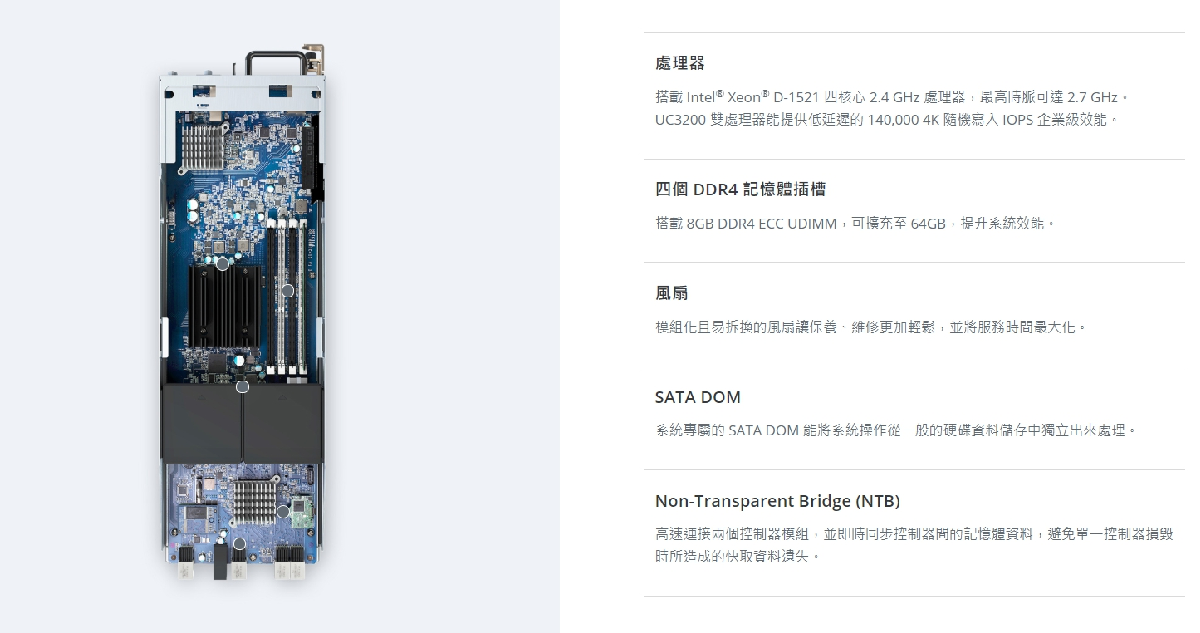 處理器
搭載 Intel® Xeon® D-1521 四核心 2.4 GHz 處理器，最高時脈可達 2.7 GHz。
UC3200 雙處理器能提供低延遲的 140,000 4K 隨機寫入 IOPS 企業級效能。
四個 DDR4 記憶體插槽
搭載 8GB DDR4 ECC UDIMM，可擴充至 64GB，提升系統效能。
風扇
模組化且易拆換的風扇讓保養、維修更加輕鬆，並將服務時間最大化。
SATA DOM
系統專屬的 SATA DOM 能將系統操作從一般的硬碟資料儲存中獨立出來處理。
Non-Transparent Bridge (NTB)
高速連接兩個控制器模組，並即時同步控制器間的記憶體資料，避免單一控制器損毀
時所造成的快取資料遺失。